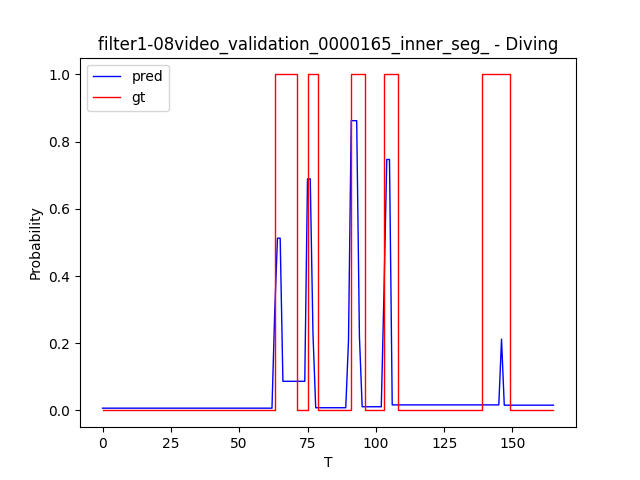 filter1-08video_validation_0000165_inner_seg_ - Diving
pred
gt
1.0
0.8
0.6
0.4
0.2
0.0
Probability
0
25
50
75
100
125
150
T